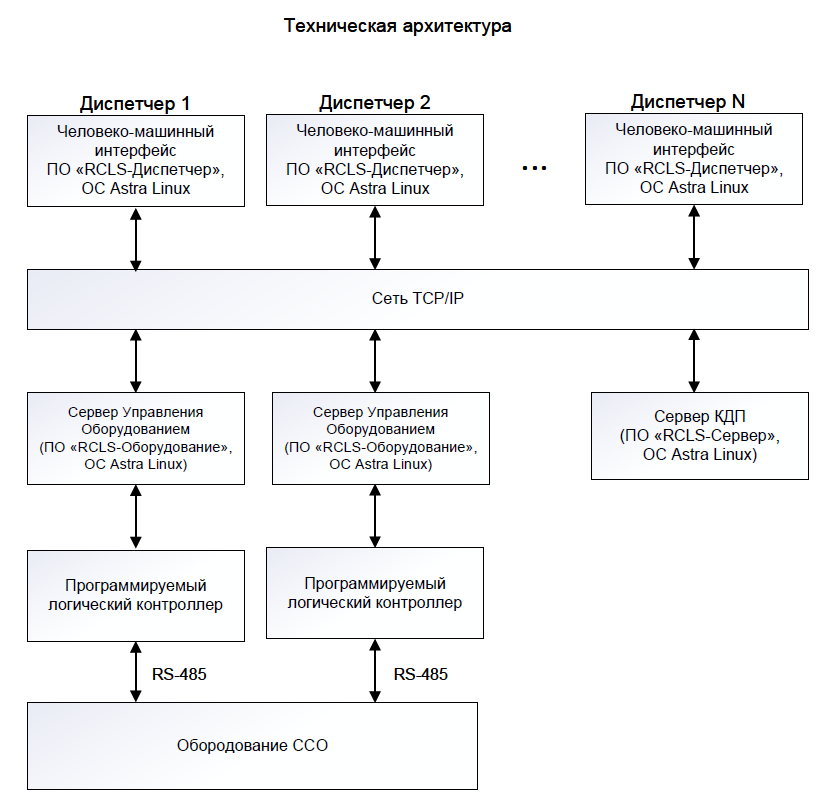 Техническая архитектура
Диспетчер 1
Человеко-машинный
интерфейс
ПО «RCLS-Диспетчер»,
ОС Astra Linux
Диспетчер 2
Человеко-машинный
интерфейс
ПО «RCLS-Диспетчер»,
ОС Astra Linux
...
Диспетчер N
Человеко-машинный
интерфейс
ПО «RCLS-Диспетчер»,
ОС Astra Linux
Сеть TCP/IP
Сервер Управления
Оборудованием
(ПО «RCLS-Оборудование»,
ОС Astra Linux)
Сервер Управления
Оборудованием
(ПО «RCLS-Оборудование»,
ОС Astra Linux)
Сервер КДП
(ПО «RCLS-Сервер»,
ОС Astra Linux)
Программируемый
логический контроллер
Программируемый
логический контроллер
RS-485
RS-485
Обородование ССО